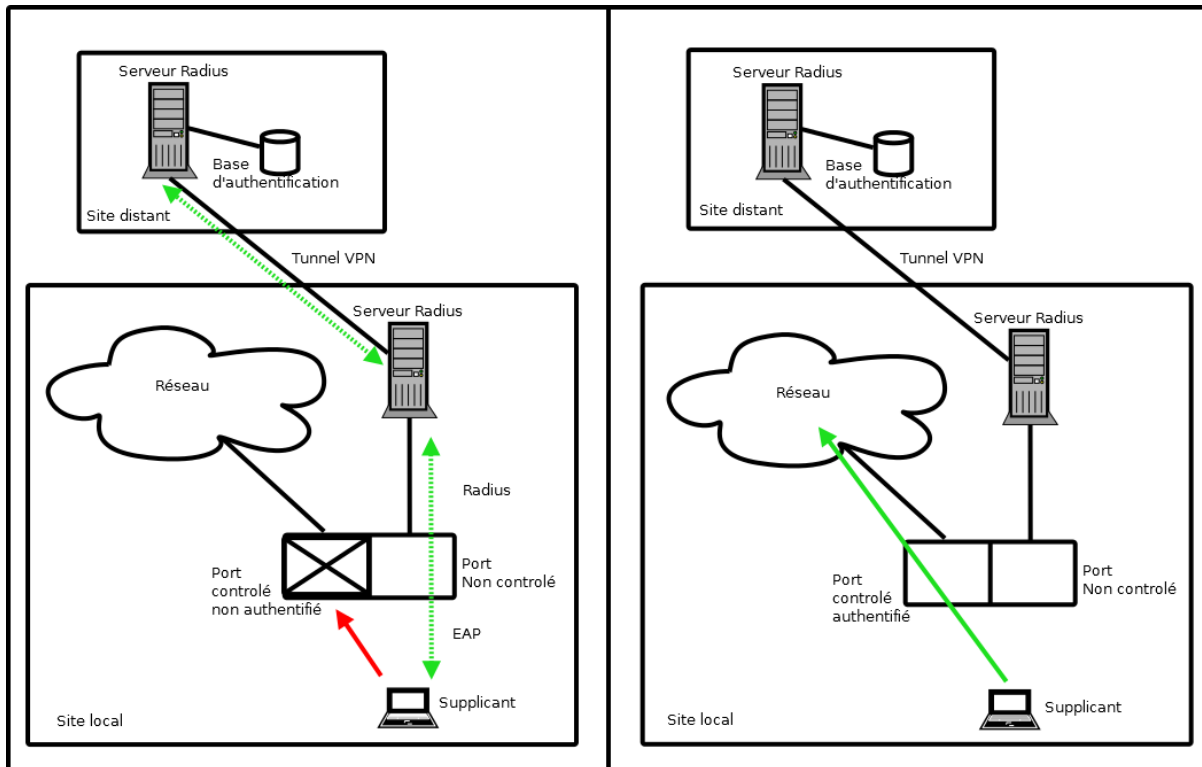 Serveur Radius
Base
d'authentification
Site distant
Tunnel VPN
Serveur Radius
Réseau
Radius
Port
controlé
non authentifié
Port
Non controlé
EAP
Supplicant
Site local
Serveur Radius
Base
d'authentification
Site distant
Tunnel VPN
Serveur Radius
Réseau
Port
controlé
authentifié
Port
Non controlé
Supplicant
Site local